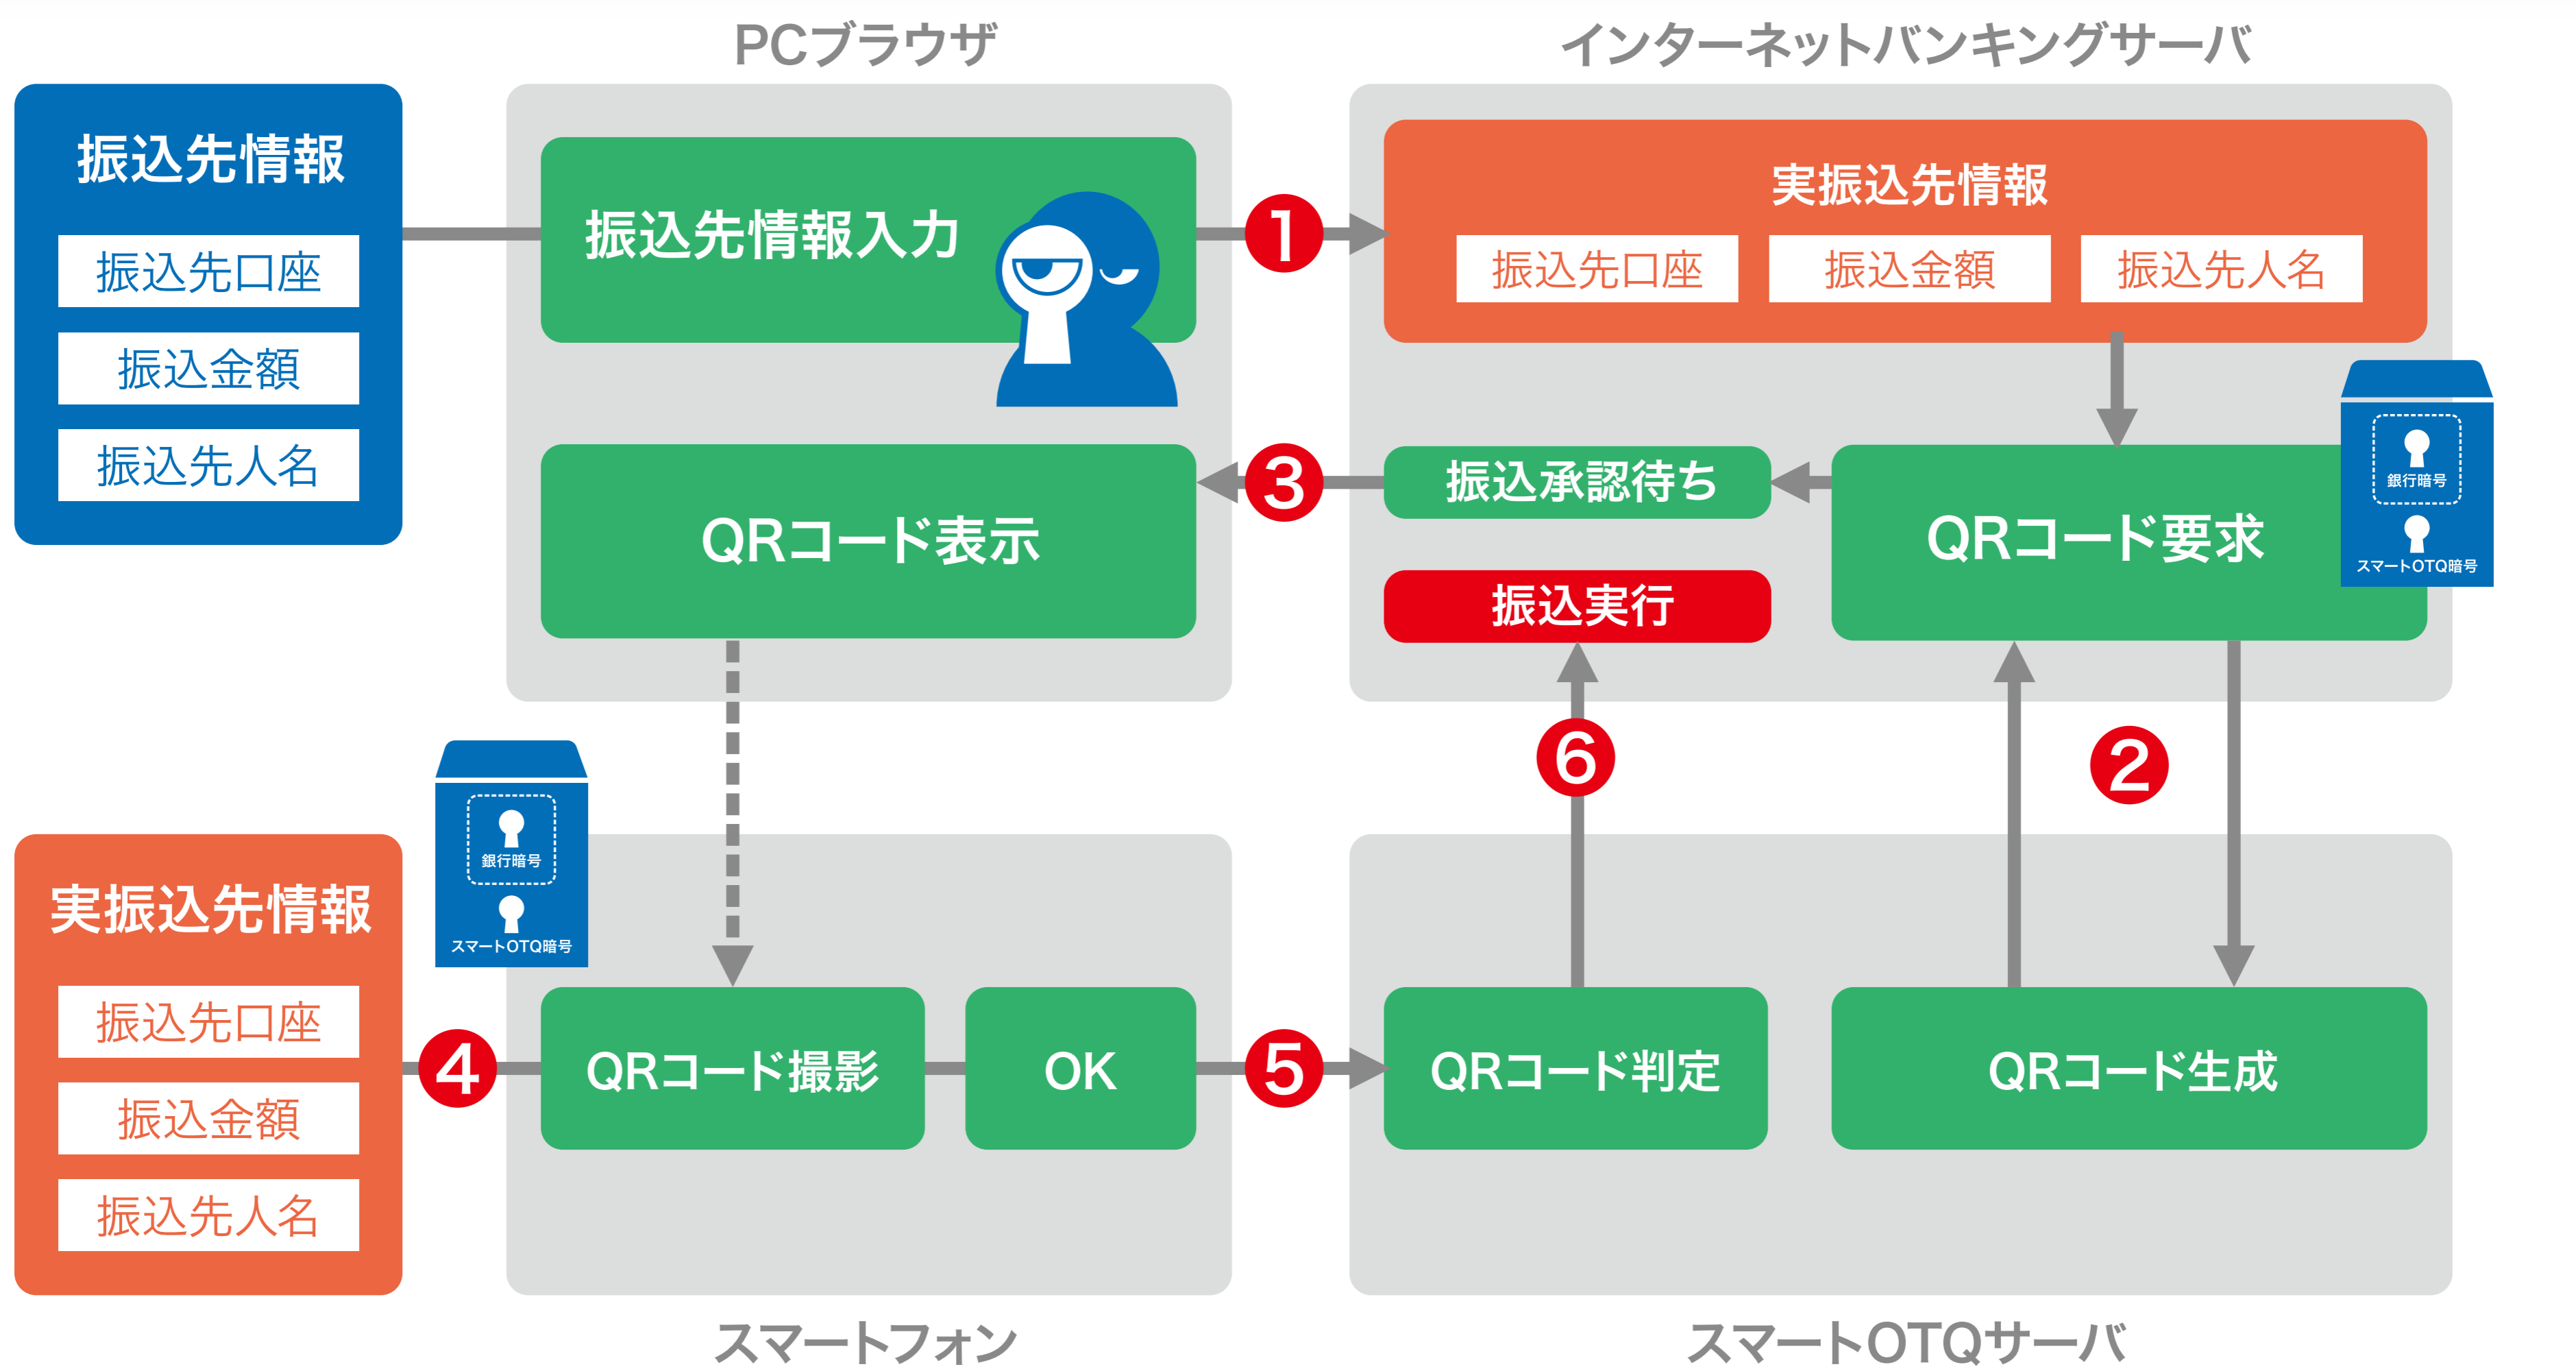 PCブラウザ
インターネットバンキングサーバ
振込先情報
振込先口座
振込金額
振込先人名
振込先情報入力
1
実振込先情報
振込先口座
振込金額
振込先人名
QRコード表示
3
振込承認待ち
振込実行
QRコード要求
銀行暗号
スマートOTQ暗号
6
2
銀行暗号
スマートOTQ暗号
実振込先情報
振込先口座
振込金額
振込先人名
4
QRコード撮影
OK
5
QRコード判定
QRコード生成
スマートフォン
スマートOTQサーバ